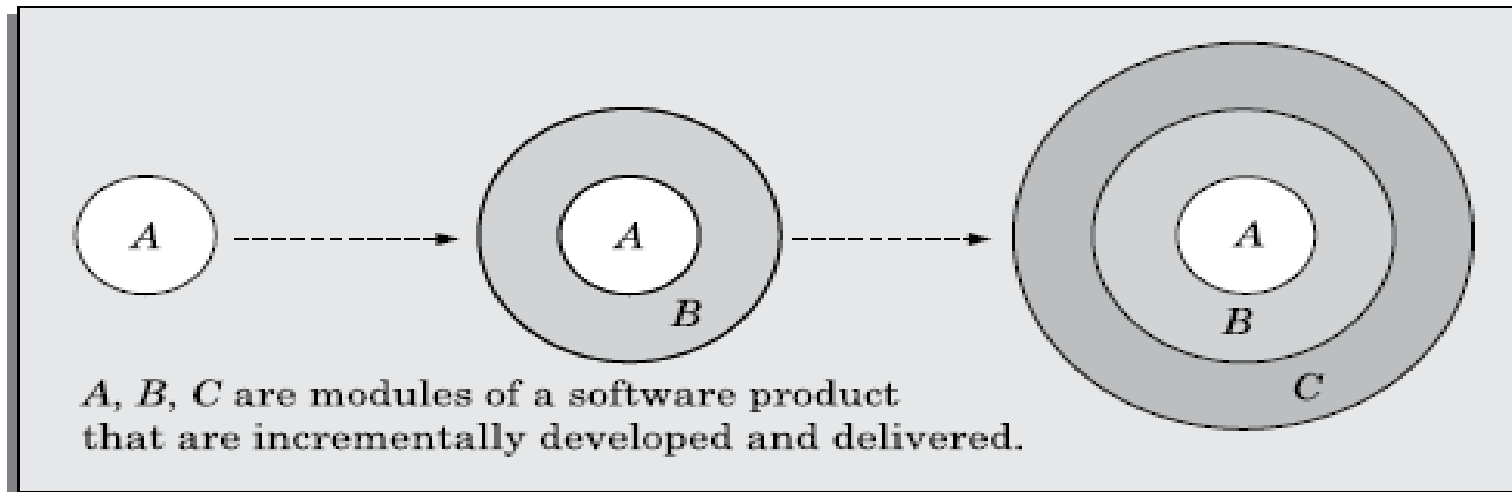 A
A
B
A
B
C
A, B, C are modules of a software product
that are incrementally developed and delivered.